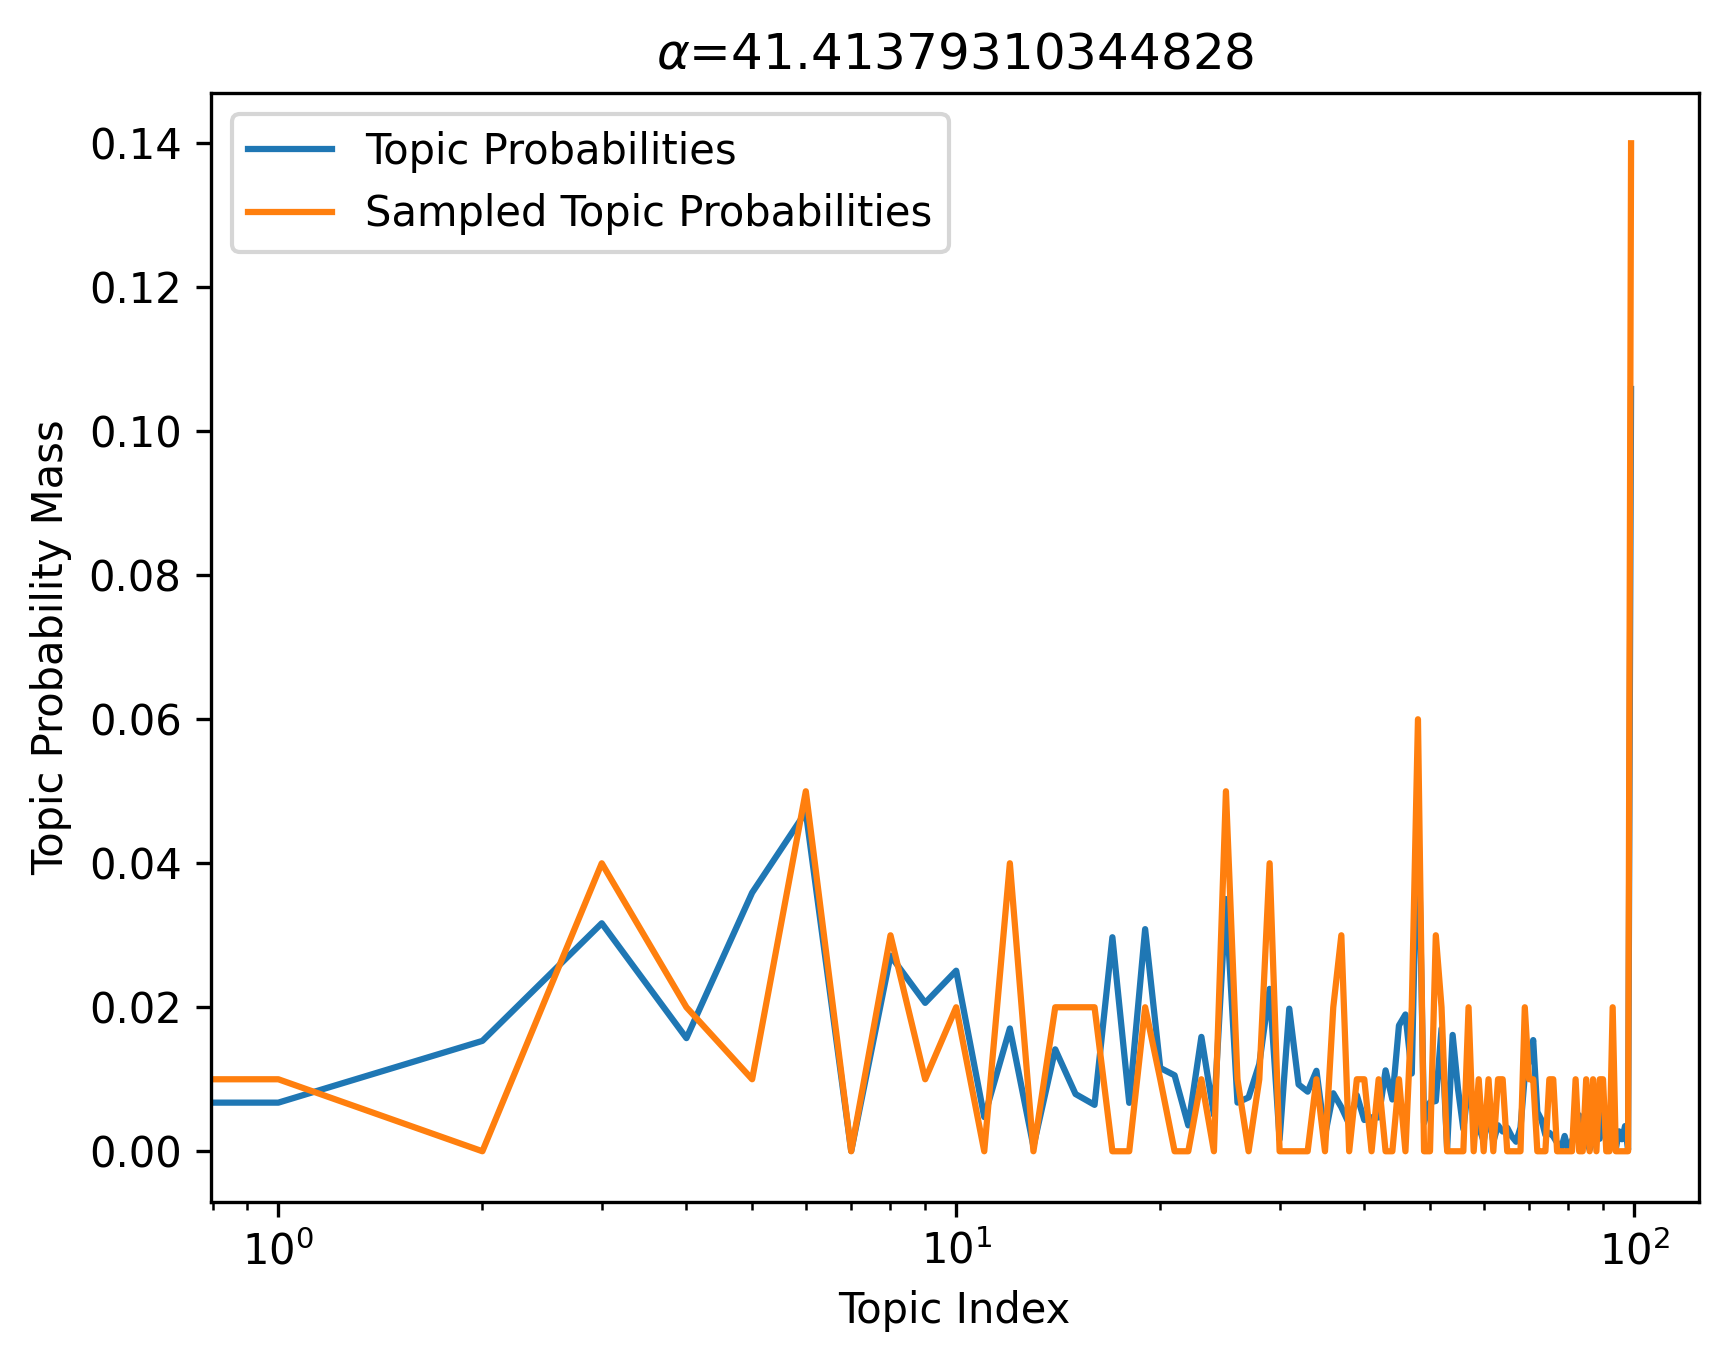 α=41.41379310344828
Topic Probabilities
Sampled Topic Probabilities
0.14
0.12
0.10
0.08
0.06
0.04
0.02
0.00
Topic Probability Mass
10⁰
10¹
10²
Topic Index